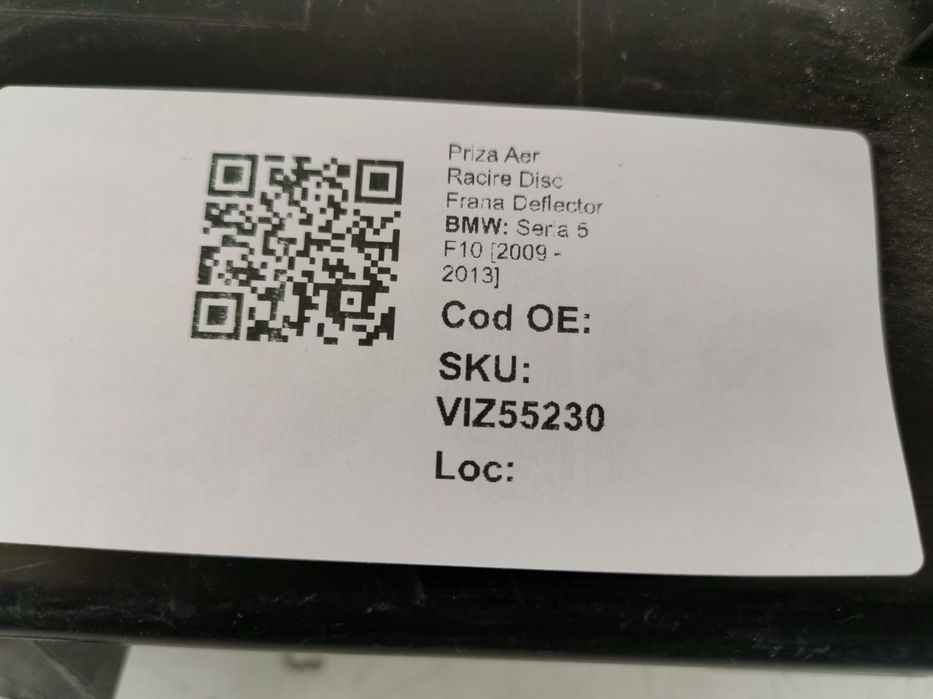 Priza Aer
Racire Disc
Frana Deflector
BMW: Seria 5
F10 [2009 -
2013]
Cod OE:
SKU:
VIZ55230
Loc: